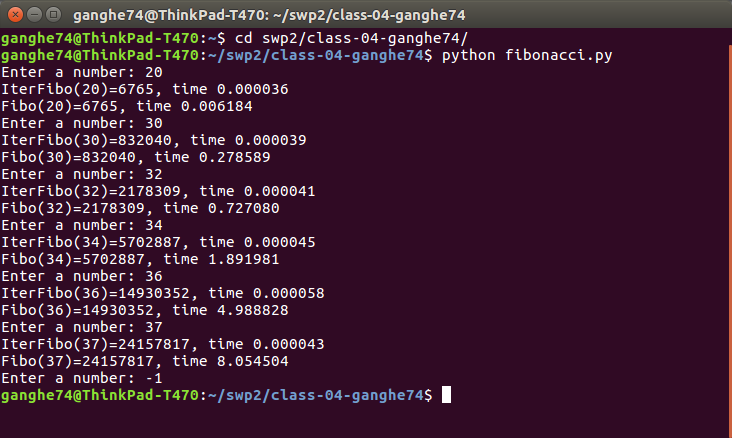 ganghe74@ThinkPad-T470: ~/swp2/class-04-ganghe74
ganghe74@ThinkPad-T470:~$ cd swp2/class-04-ganghe74/
ganghe74@ThinkPad-T470:~/swp2/class-04-ganghe74$ python fibonacci.py
Enter a number: 20
IterFibo(20)=6765, time 0.000036
Fibo(20)=6765, time 0.006184
Enter a number: 30
IterFibo(30)=832040, time 0.000039
Fibo(30)=832040, time 0.278589
Enter a number: 32
IterFibo(32)=2178309, time 0.000041
Fibo(32)=2178309, time 0.727080
Enter a number: 34
IterFibo(34)=5702887, time 0.000045
Fibo(34)=5702887, time 1.891981
Enter a number: 36
IterFibo(36)=14930352, time 0.000058
Fibo(36)=14930352, time 4.988828
Enter a number: 37
IterFibo(37)=24157817, time 0.000043
Fibo(37)=24157817, time 8.054504
Enter a number: -1
ganghe74@ThinkPad-T470:~/swp2/class-04-ganghe74$